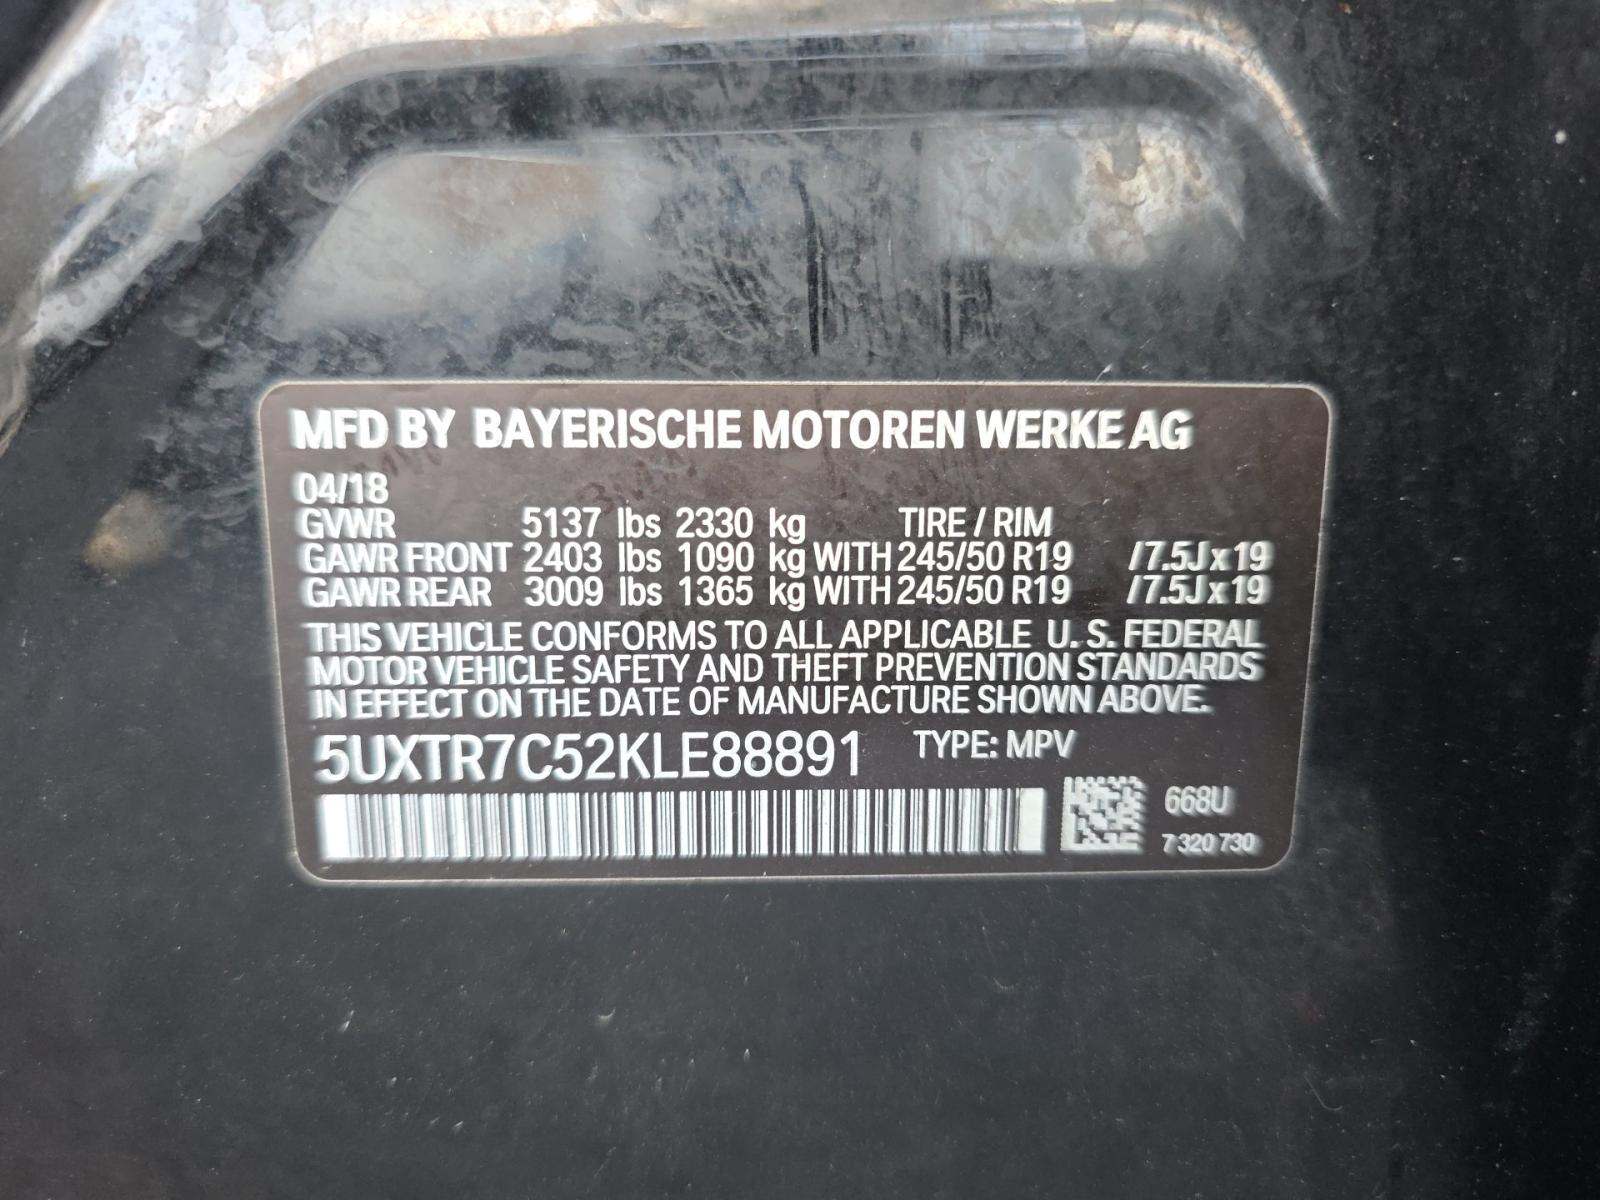 MFD BY BAYERISCHE MOTOREN WERKE AG
04/18
GVWR 5137 lbs 2330 kg TIRE / RIM
GAWR FRONT 2403 lbs 1090 kg WITH 245/50 R19 /7.5J x 19
GAWR REAR 3009 lbs 1365 kg WITH 245/50 R19 /7.5J x 19
THIS VEHICLE CONFORMS TO ALL APPLICABLE U. S. FEDERAL
MOTOR VEHICLE SAFETY AND THEFT PREVENTION STANDARDS
IN EFFECT ON THE DATE OF MANUFACTURE SHOWN ABOVE.
5UXTR7C52KLE88891 TYPE: MPV
668U
7 320 730